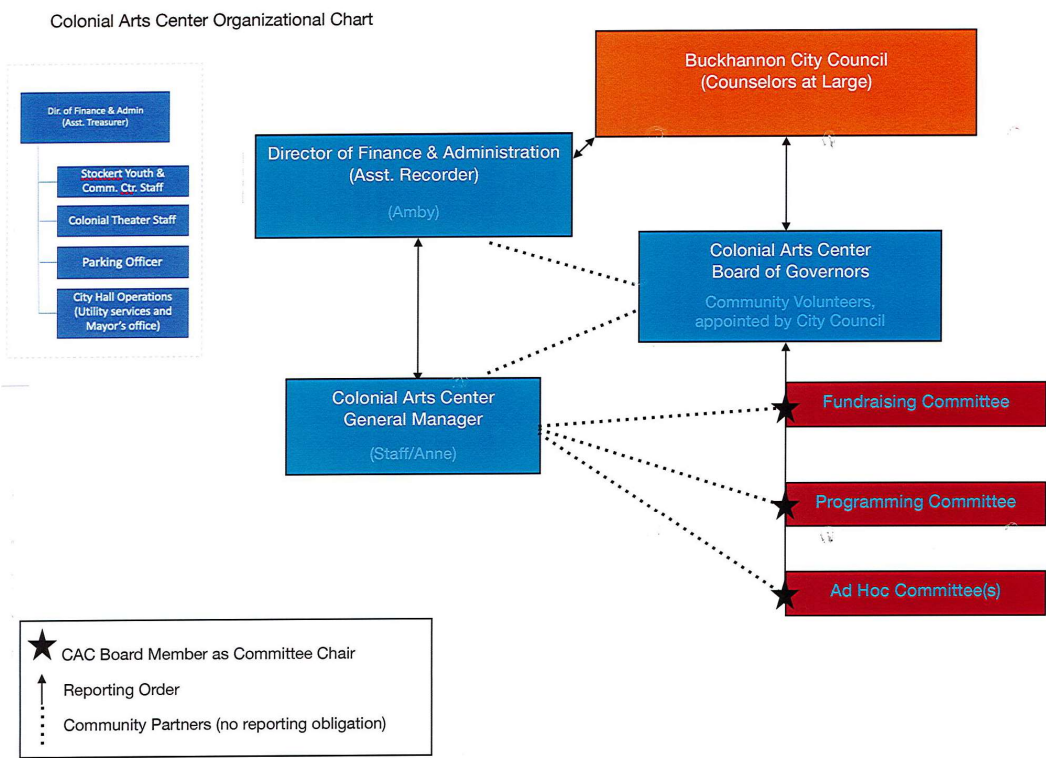 Colonial Arts Center Organizational Chart
Dir. of Finance & Admin
(Asst. Treasurer)
Stockert Youth &
Comm. Ctr. Staff
Colonial Theater Staff
Parking Officer
City Hall Operations
(Utility services and
Mayor's office)
Buckhannon City Council
(Counselors at Large)
Director of Finance & Administration
(Asst. Recorder)
(Amby)
Colonial Arts Center
Board of Governors
Community Volunteers,
appointed by City Council
Colonial Arts Center
General Manager
(Staff/Anne)
Fundraising Committee
Programming Committee
Ad Hoc Committee(s)
CAC Board Member as Committee Chair
Reporting Order
Community Partners (no reporting obligation)